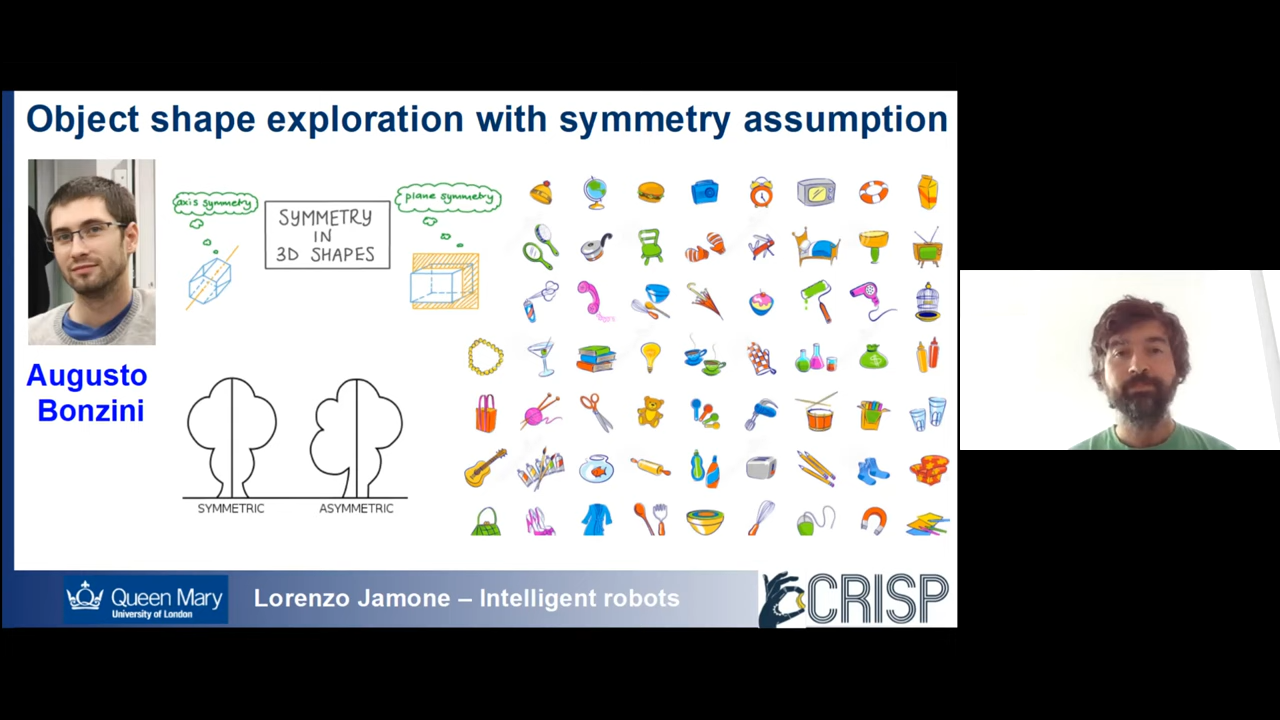 Object shape exploration with symmetry assumption
axis symmetry
SYMMETRY
IN
3D SHAPES
plane symmetry
Augusto
Bonzini
SYMMETRIC
ASYMMETRIC
Queen Mary
University of London
Lorenzo Jamone – Intelligent robots
CRISP